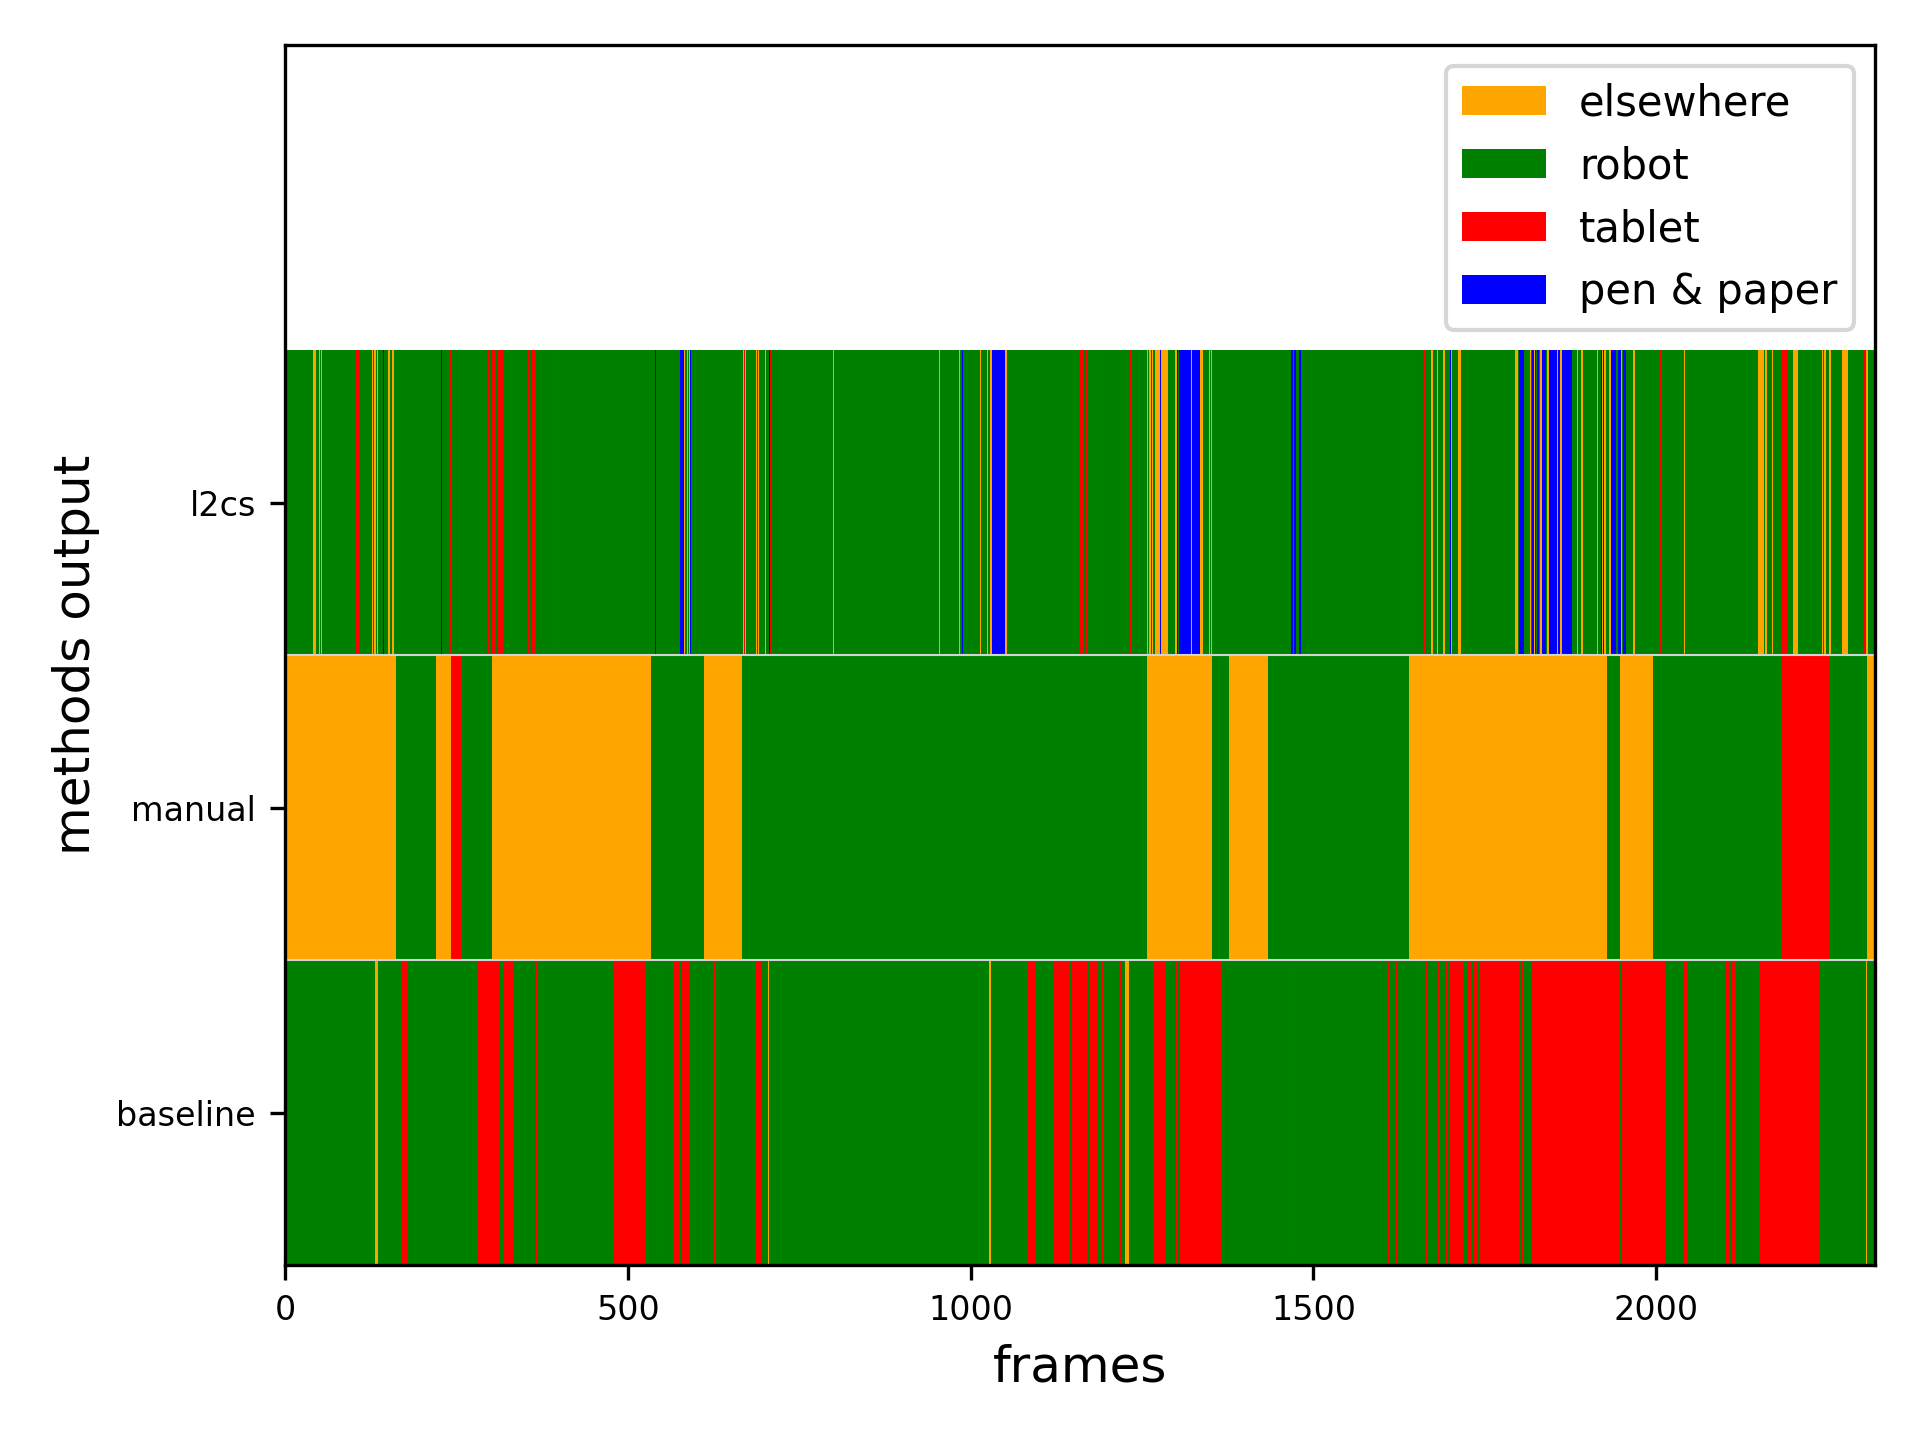 elsewhere
robot
tablet
pen & paper
methods output
l2cs
manual
baseline
0 500 1000 1500 2000
frames